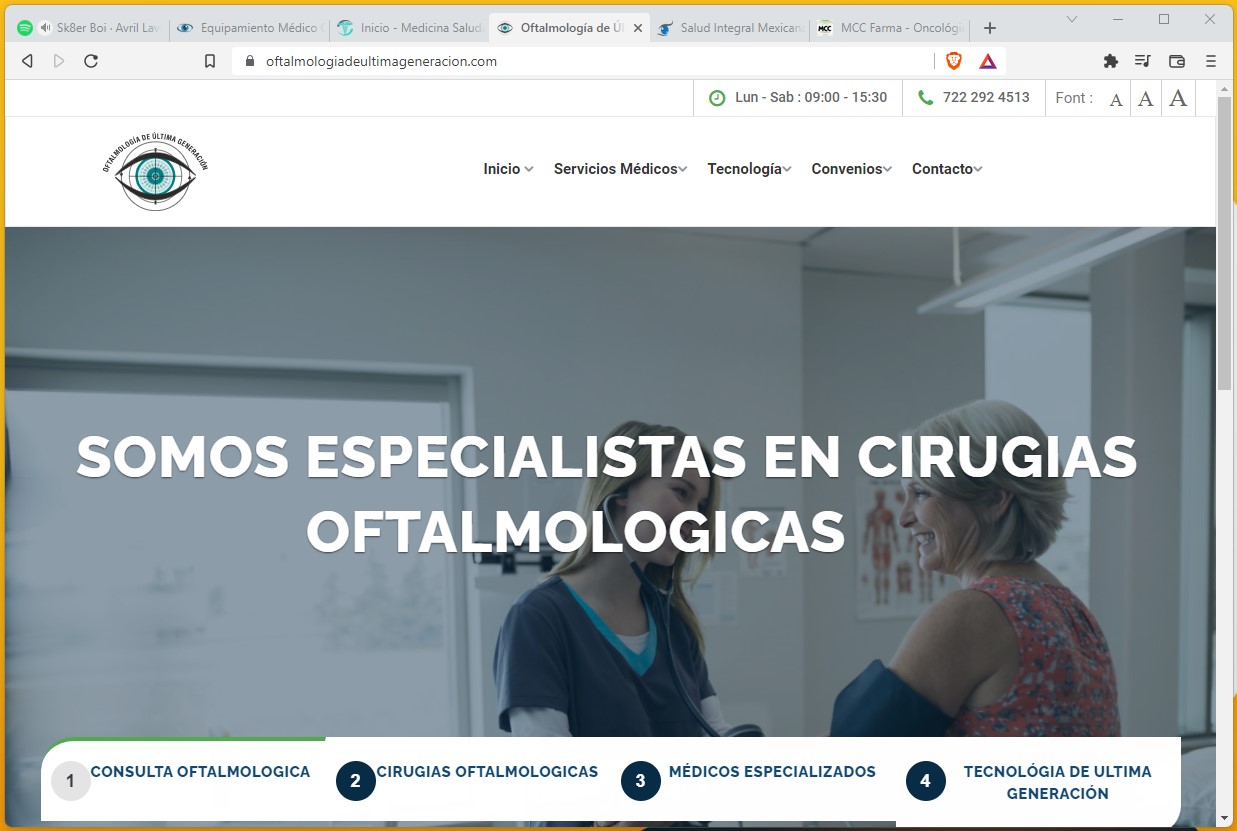 Sk8er Boi · Avril Lav
Equipamiento Médico
Inicio - Medicina Salud
Oftalmología de Úl
Salud Integral Mexican
MCC
MCC Farma - Oncológi
oftalmologiadeultimageneracion.com
Lun - Sab : 09:00 - 15:30
722 292 4513
Font : A A A
OFTALMOLOGÍA DE ÚLTIMA GENERACIÓN
Inicio Servicios Médicos Tecnología Convenios Contacto
SOMOS ESPECIALISTAS EN CIRUGIAS
OFTALMOLOGICAS
1 CONSULTA OFTALMOLOGICA
2 CIRUGIAS OFTALMOLOGICAS
3 MÉDICOS ESPECIALIZADOS
4 TECNOLÓGIA DE ULTIMA
GENERACIÓN